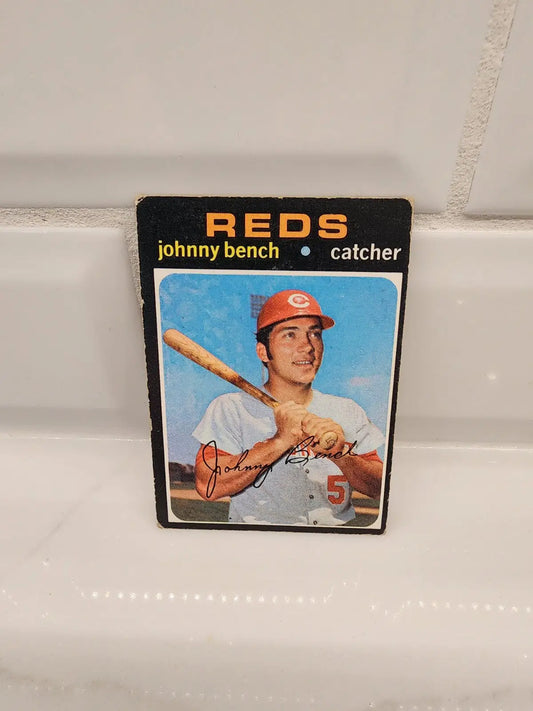 REDS
johnny bench • catcher
C
Johnny Bench
5